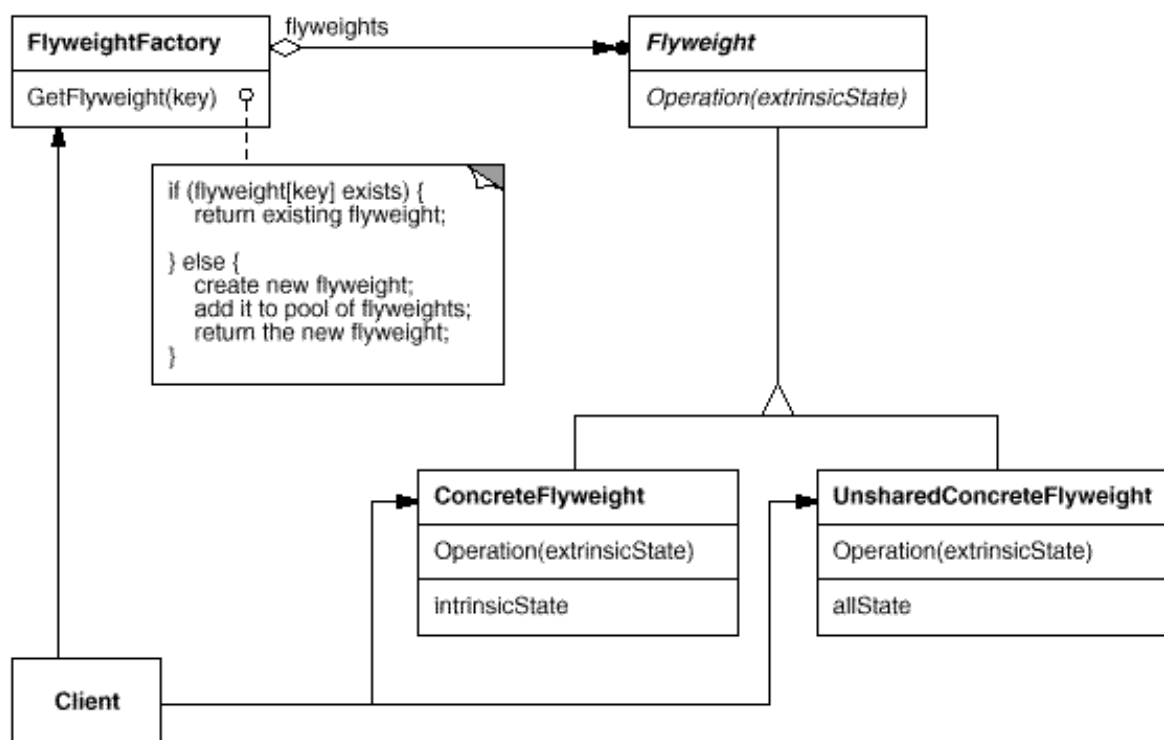 flyweights
FlyweightFactory
GetFlyweight(key)
Flyweight
Operation(extrinsicState)
if (flyweight[key] exists) {
return existing flyweight;
} else {
create new flyweight;
add it to pool of flyweights;
return the new flyweight;
}
ConcreteFlyweight
Operation(extrinsicState)
intrinsicState
UnsharedConcreteFlyweight
Operation(extrinsicState)
allState
Client